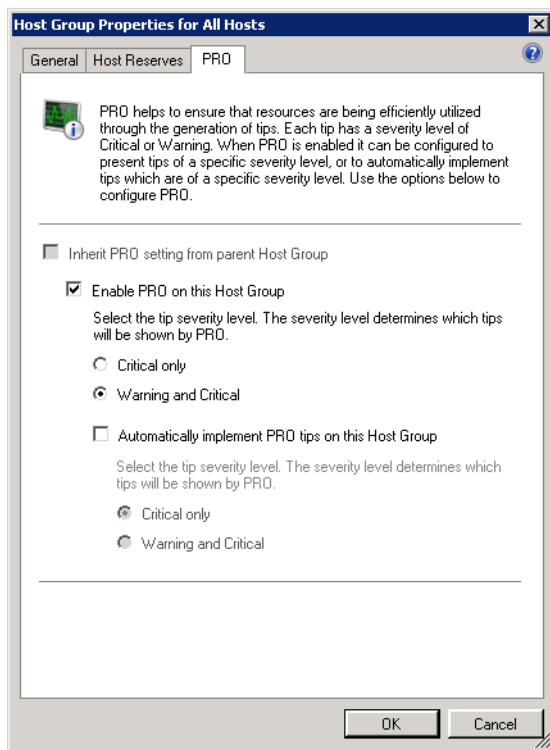 Host Group Properties for All Hosts
General
Host Reserves
PRO
PRO helps to ensure that resources are being efficiently utilized
through the generation of tips. Each tip has a severity level of
Critical or Warning. When PRO is enabled it can be configured to
present tips of a specific severity level, or to automatically implement
tips which are of a specific severity level. Use the options below to
configure PRO.
Inherit PRO setting from parent Host Group
Enable PRO on this Host Group
Select the tip severity level. The severity level determines which tips
will be shown by PRO.
Critical only
Warning and Critical
Automatically implement PRO tips on this Host Group
Select the tip severity level. The severity level determines which
tips will be shown by PRO.
Critical only
Warning and Critical
OK
Cancel